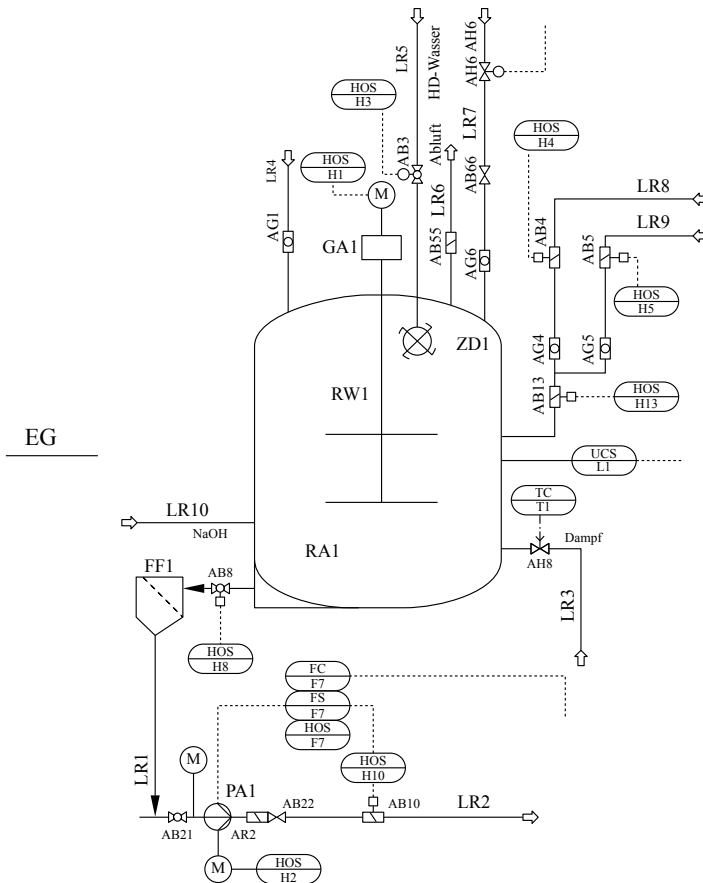 AH6
AH6
LR5
HD-Wasser
AH6
HOS
H3
LR7
HOS
H4
LR4
HOS
H1
AB3
Abluft
AB66
LR8
M
LR6
LR9
AG1
GA1
AB55
AG6
AB4
AB5
HOS
H5
ZD1
AG4
AG5
RW1
AB13
HOS
H13
EG
UCS
L1
TC
T1
LR10
NaOH
Dampf
RA1
AH8
FF1
AB8
LR3
HOS
H8
FC
F7
FS
F7
HOS
F7
LR1
M
HOS
H10
PA1
AB22
AB10
LR2
AB21
AR2
M
HOS
H2